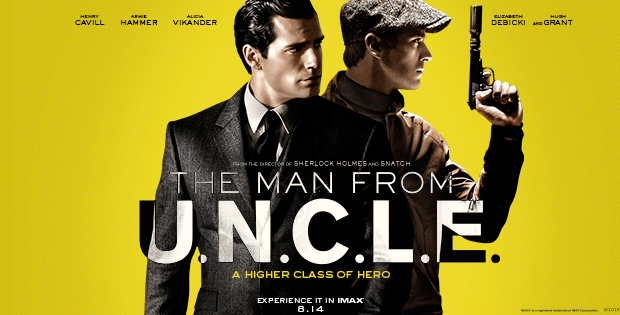 HENRY CAVILL
ARMIE HAMMER
ALICIA VIKANDER
ELIZABETH DEBICKI
AND HUGH GRANT
FROM THE DIRECTOR OF SHERLOCK HOLMES AND SNATCH
THE MAN FROM
U.N.C.L.E.
A HIGHER CLASS OF HERO
EXPERIENCE IT IN IMAX
8.14